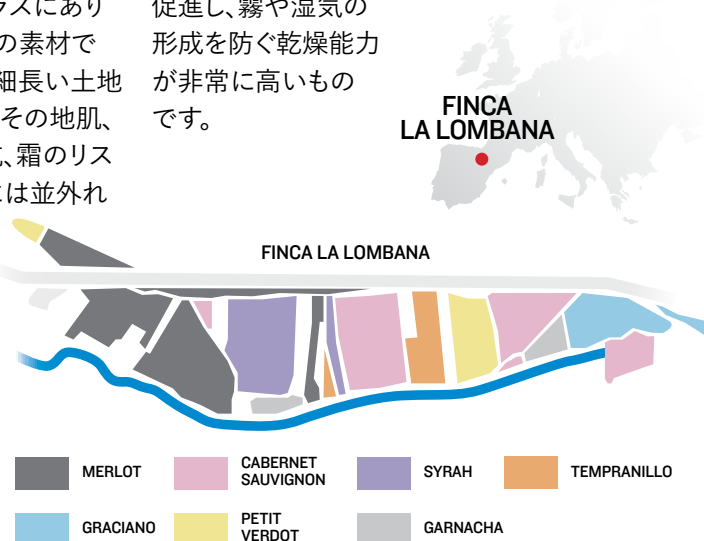 ラスにあり
の素材で
細長い土地
その地肌、
、霜のリス
は並外れ
促進し、霧や湿気の
形成を防ぐ乾燥能力
が非常に高いもの
です。
FINCA
LA LOMBANA
FINCA LA LOMBANA
MERLOT
CABERNET
SAUVIGNON
SYRAH
TEMPRANILLO
GRACIANO
PETIT
VERDOT
GARNACHA